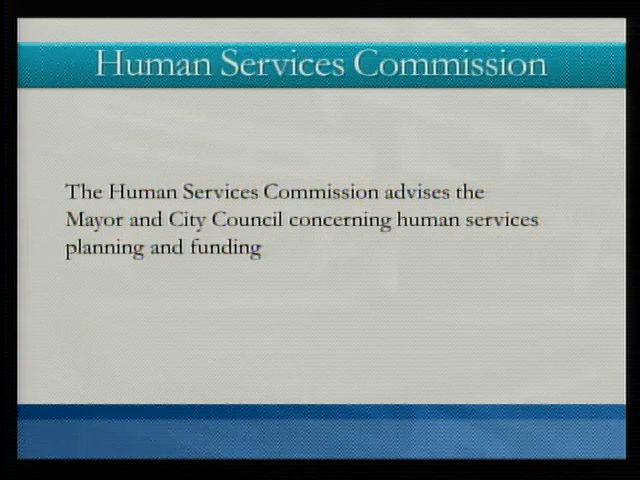 Human Services Commission
The Human Services Commission advises the
Mayor and City Council concerning human services
planning and funding